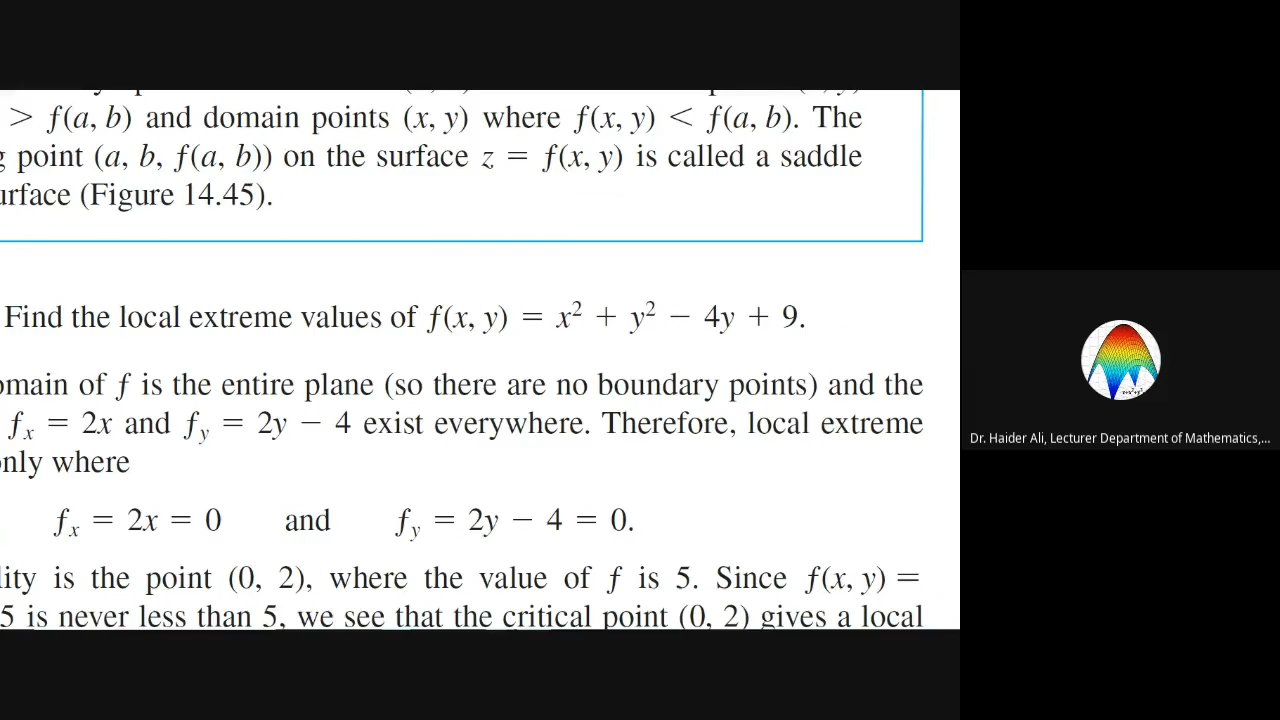 > f(a, b) and domain points (x, y) where f(x, y) < f(a, b). The
point (a, b, f(a, b)) on the surface z = f(x, y) is called a saddle
urface (Figure 14.45).
Find the local extreme values of f(x, y) = x² + y² − 4y + 9.
omain of f is the entire plane (so there are no boundary points) and the
fₓ = 2x and f_y = 2y − 4 exist everywhere. Therefore, local extreme
nly where
fₓ = 2x = 0 and f_y = 2y − 4 = 0.
lity is the point (0, 2), where the value of f is 5. Since f(x, y) =
5 is never less than 5, we see that the critical point (0, 2) gives a local
Dr. Haider Ali, Lecturer Department of Mathematics,...